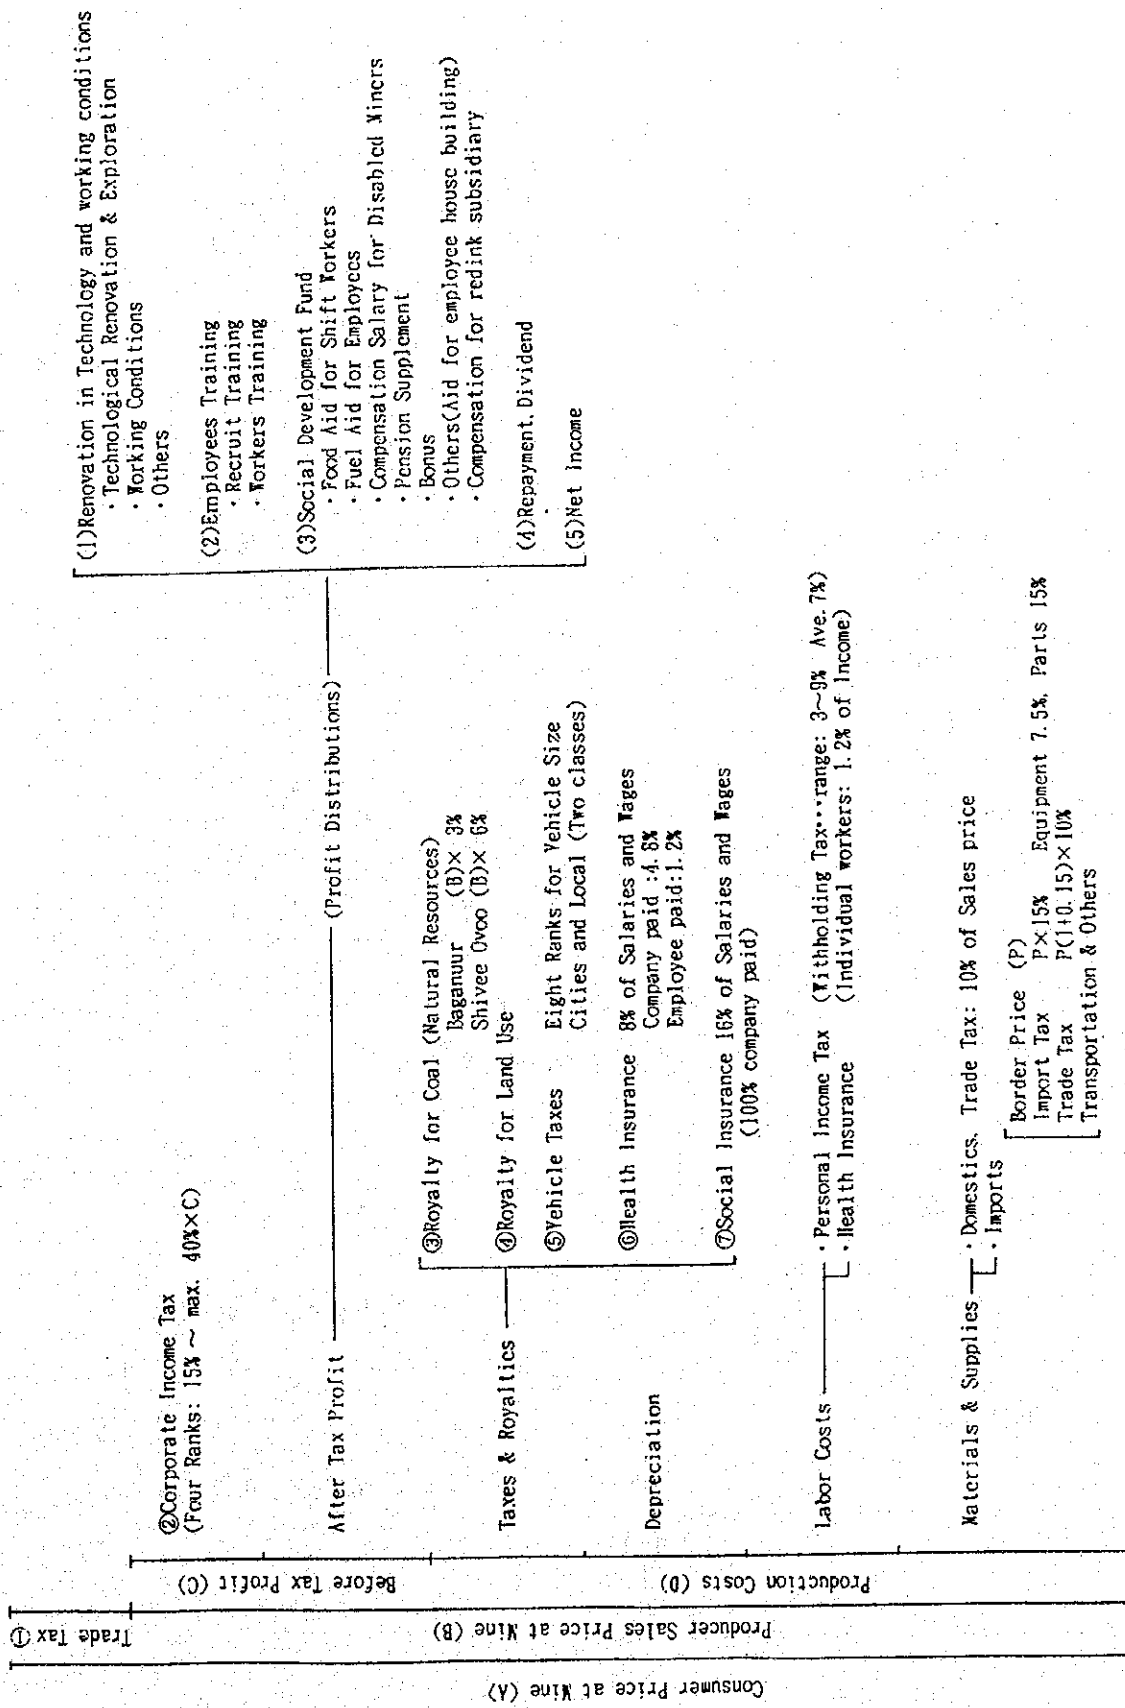 Consumer Price at Mine (A)
Trade Tax ①
Producer Sales Price at Mine (B)
Before Tax Profit (C)
Production Costs (D)
②Corporate Income Tax
(Four Ranks: 15% ~ max. 40%×C)
After Tax Profit
(Profit Distributions)
(1)Renovation in Technology and working conditions
・Technological Renovation & Exploration
・Working Conditions
・Others
(2)Employees Training
・Recruit Training
・Workers Training
(3)Social Development Fund
・Food Aid for Shift Workers
・Fuel Aid for Employees
・Compensation Salary for Disabled Miners
・Pension Supplement
・Bonus
・Others(Aid for employee house building)
・Compensation for redink subsidiary
(4)Repayment. Dividend
(5)Net Income
Taxes & Royalties
③Royalty for Coal (Natural Resources)
Baganuur (B)× 3%
Shivee Ovoo (B)× 6%
④Royalty for Land Use
⑤Vehicle Taxes Eight Ranks for Vehicle Size
Cities and Local (Two classes)
⑥Health Insurance 8% of Salaries and Wages
Company paid :4.8%
Employee paid:1.2%
⑦Social Insurance 16% of Salaries and Wages
(100% company paid)
Depreciation
Labor Costs
・Personal Income Tax (Withholding Tax・・・range: 3~9% Ave. 7%)
・Health Insurance (Individual workers: 1.2% of Income)
Materials & Supplies
・Domestics. Trade Tax: 10% of Sales price
・Imports
Border Price (P)
Import Tax P×15% Equipment 7.5%. Parts 15%
Trade Tax P(1+0.15)×10%
Transportation & Others